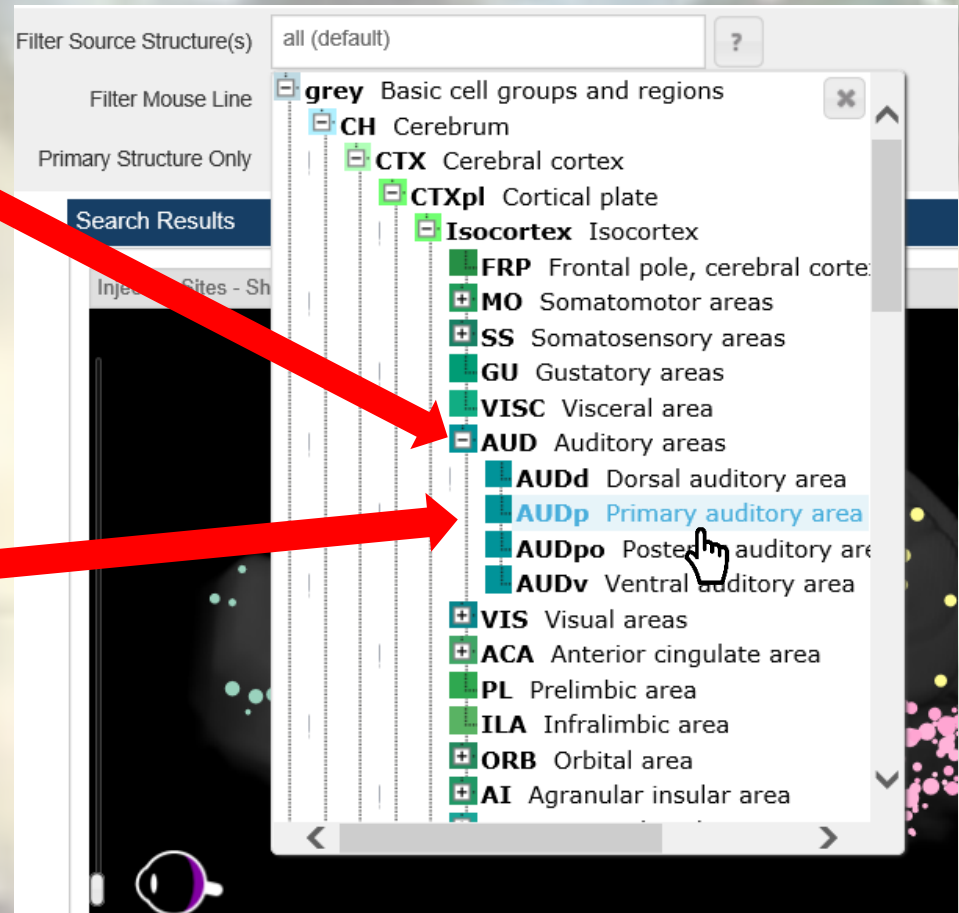 Filter Source Structure(s) all (default) ?
Filter Mouse Line
Primary Structure Only
Search Results
grey Basic cell groups and regions
CH Cerebrum
CTX Cerebral cortex
CTXpl Cortical plate
Isocortex Isocortex
FRP Frontal pole, cerebral corte
MO Somatomotor areas
SS Somatosensory areas
GU Gustatory areas
VISC Visceral area
AUD Auditory areas
AUDd Dorsal auditory area
AUDp Primary auditory area
AUDpo auditory are
AUDv Ventral auditory area
VIS Visual areas
ACA Anterior cingulate area
PL Prelimbic area
ILA Infralimbic area
ORB Orbital area
AI Agranular insular area
Sites - Sh